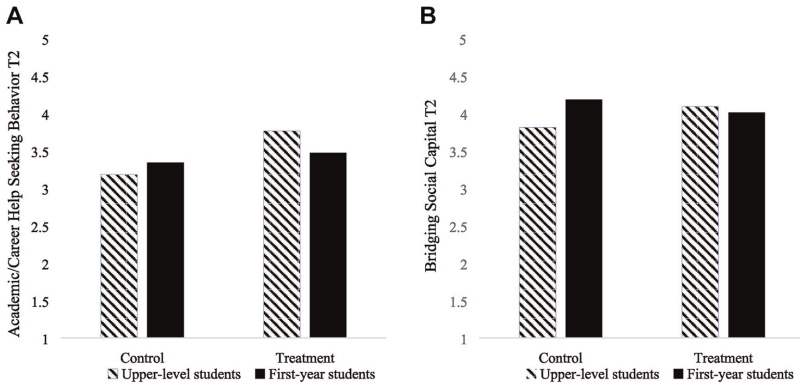 A
Academic/Career Help Seeking Behavior T2
5
4.5
4
3.5
3
2.5
2
1.5
1
Control
Treatment
Upper-level students
First-year students
B
Bridging Social Capital T2
5
4.5
4
3.5
3
2.5
2
1.5
1
Control
Treatment
Upper-level students
First-year students